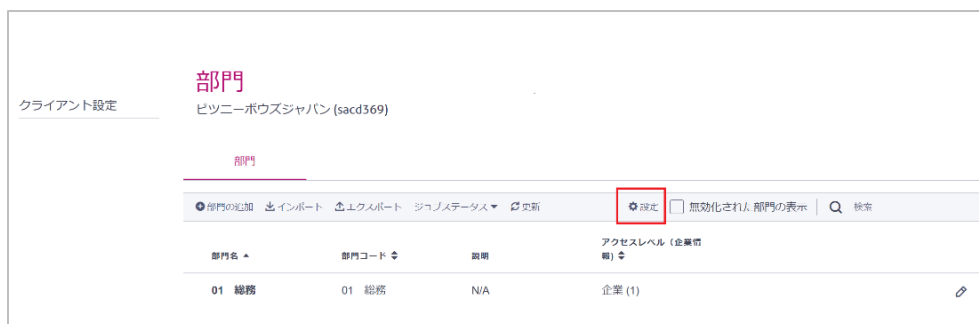 部門
クライアント設定
ピツニーボウズジャパン (sacd369)
部門
部門の追加 インポート エクスポート ジョブステータス 更新 設定 無効化された部門の表示 検索
部門名 部門コード 説明 アクセスレベル (企業情
報)
01 総務 01 総務 N/A 企業 (1)